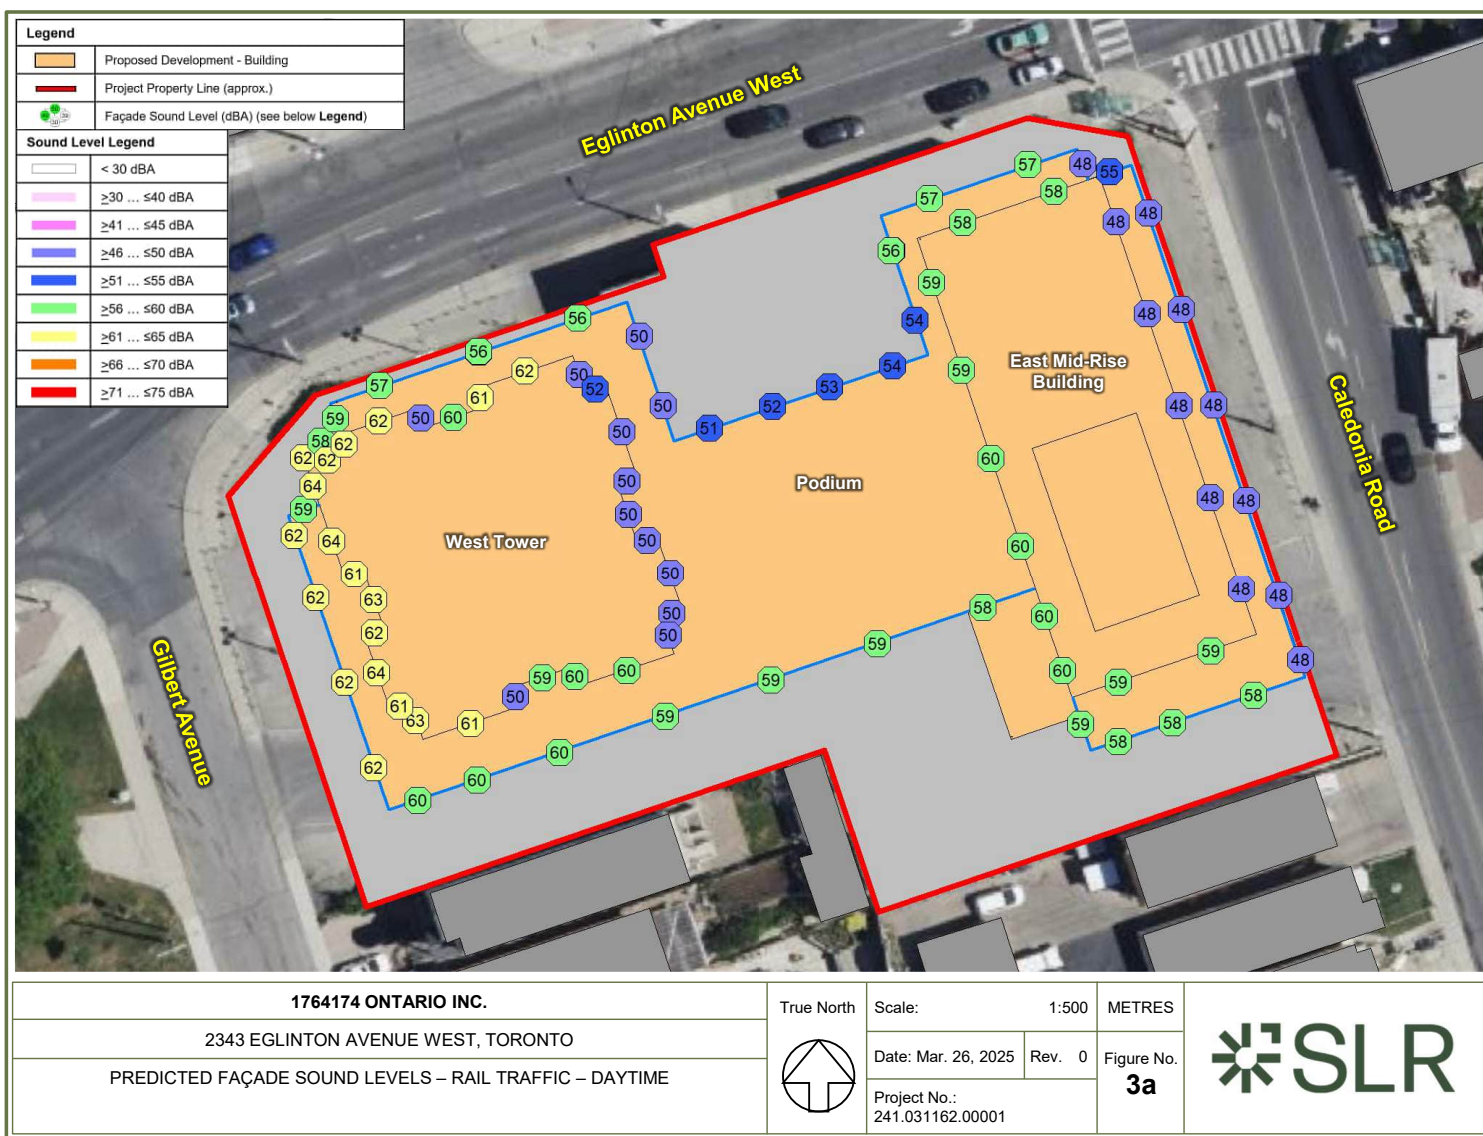 Legend
Proposed Development - Building
Project Property Line (approx.)
Façade Sound Level (dBA) (see below Legend)
Sound Level Legend
< 30 dBA
≥30 ... ≤40 dBA
≥41 ... ≤45 dBA
≥46 ... ≤50 dBA
≥51 ... ≤55 dBA
≥56 ... ≤60 dBA
≥61 ... ≤65 dBA
≥66 ... ≤70 dBA
≥71 ... ≤75 dBA
Eglinton Avenue West
57
48
55
58
57
58
48
48
56
59
54
48
48
56
50
56
54
59
East Mid-Rise
Building
62
50
52
53
57
61
50
52
48
48
59
62
50
60
50
51
58
62
62
62
60
Podium
64
50
48
48
59
50
Caledonia Road
62
64
West Tower
50
60
61
50
48
48
62
63
58
50
60
62
50
59
59
48
Gilbert Avenue
64
60
60
59
60
59
62
59
61
50
58
63
61
59
59
58
58
60
62
60
60
1764174 ONTARIO INC.
2343 EGLINTON AVENUE WEST, TORONTO
PREDICTED FAÇADE SOUND LEVELS – RAIL TRAFFIC – DAYTIME
True North
Scale: 1:500
METRES
Date: Mar. 26, 2025
Rev. 0
Figure No.
3a
Project No.:
241.031162.00001
SLR